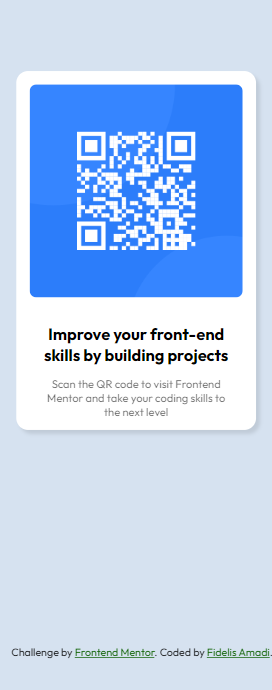 Improve your front-end
skills by building projects
Scan the QR code to visit Frontend
Mentor and take your coding skills to
the next level
Challenge by Frontend Mentor. Coded by Fidelis Amadi.